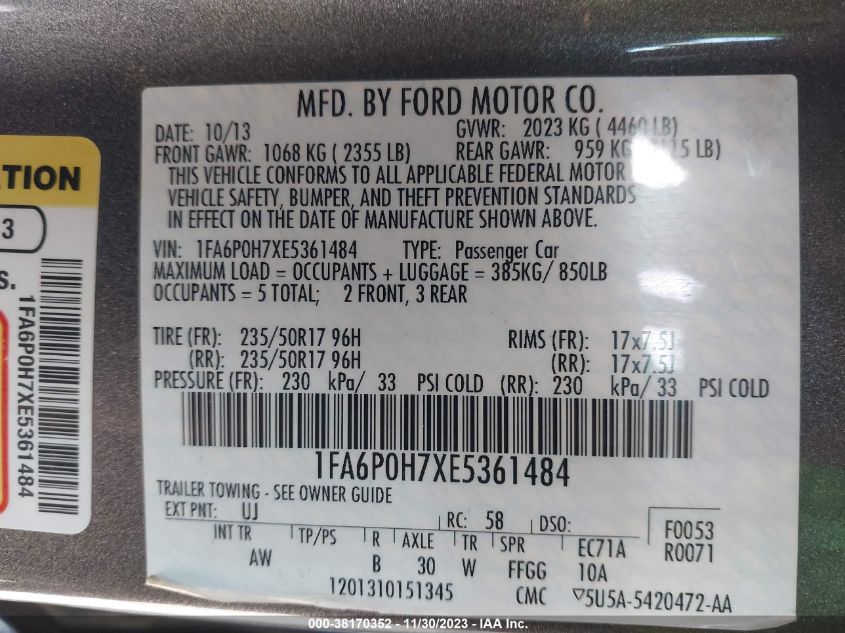 MFD. BY FORD MOTOR CO.
DATE: 10/13 GVWR: 2023 KG ( 4460 LB)
FRONT GAWR: 1068 KG ( 2355 LB) REAR GAWR: 959 KG LB)
THIS VEHICLE CONFORMS TO ALL APPLICABLE FEDERAL MOTOR
VEHICLE SAFETY, BUMPER, AND THEFT PREVENTION STANDARDS
IN EFFECT ON THE DATE OF MANUFACTURE SHOWN ABOVE.
VIN: 1FA6P0H7XE5361484 TYPE: Passenger Car
MAXIMUM LOAD = OCCUPANTS + LUGGAGE = 385KG/ 850LB
OCCUPANTS = 5 TOTAL; 2 FRONT, 3 REAR
TIRE (FR): 235/50R17 96H RIMS (FR): 17x7.5J
(RR): 235/50R17 96H (RR): 17x7.5J
PRESSURE (FR): 230 kPa/ 33 PSI COLD (RR): 230 kPa/ 33 PSI COLD
1FA6P0H7XE5361484
TRAILER TOWING - SEE OWNER GUIDE
EXT PNT: UJ RC: 58 DSO: F0053
R0071
INT TR TP/PS R AXLE TR SPR EC71A
AW B 30 W FFGG 10A
1201310151345 CMC ▽5U5A-5420472-AA
TION
3
S.
1FA6P0H7XE5361484
000-38170352 - 11/30/2023 - IAA Inc.